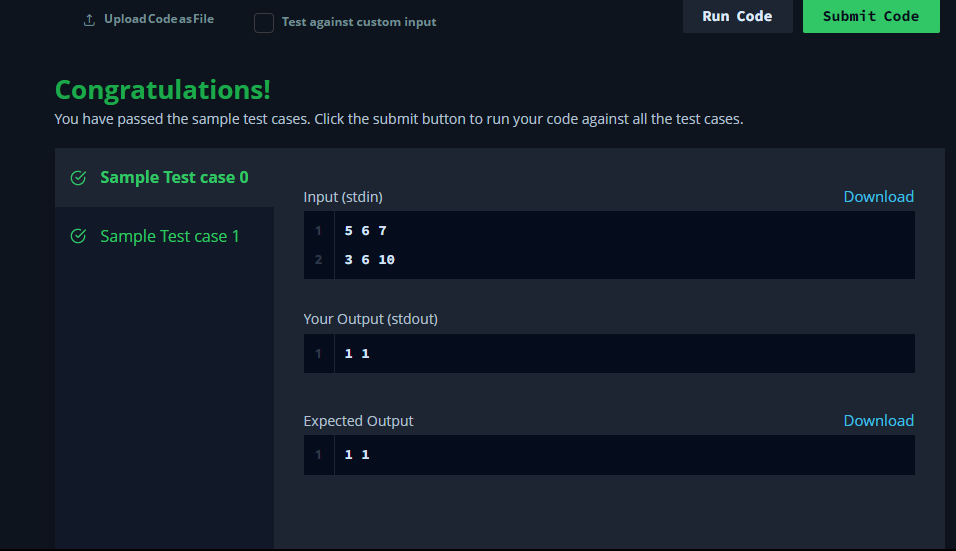 Upload Code as File
Test against custom input
Run Code
Submit Code
Congratulations!
You have passed the sample test cases. Click the submit button to run your code against all the test cases.
Sample Test case 0
Sample Test case 1
Input (stdin)
Download
1 5 6 7
2 3 6 10
Your Output (stdout)
1 1 1
Expected Output
Download
1 1 1